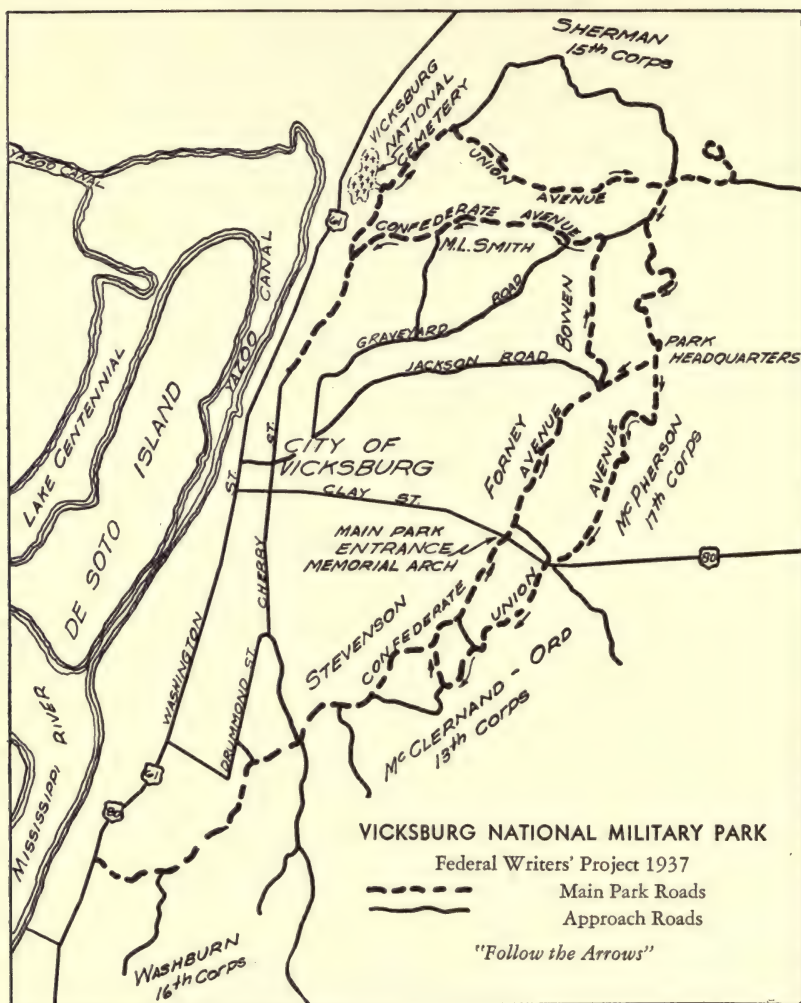 SHERMAN
15th CORPS
VICKSBURG
NATIONAL
CEMETERY
YAZOO CANAL
UNION
AVENUE
61
CONFEDERATE AVENUE
M.L. SMITH
YAZOO CANAL
LAKE CENTENNIAL
DE SOTO ISLAND
GRAVEYARD ROAD
BOWEN
JACKSON ROAD
PARK
HEADQUARTERS
CITY OF
VICKSBURG
FORNEY
AVENUE
AVENUE
MCPHERSON
17th CORPS
CLAY ST.
MAIN PARK
ENTRANCE
MEMORIAL ARCH
80
WASHINGTON ST.
CHERRY ST.
STEVENSON
CONFEDERATE
UNION
DRUMMOND ST.
MCCLERNAND - ORD
13th CORPS
MISSISSIPPI RIVER
61
80
VICKSBURG NATIONAL MILITARY PARK
Federal Writers' Project 1937
Main Park Roads
Approach Roads
"Follow the Arrows"
WASHBURN
16th CORPS